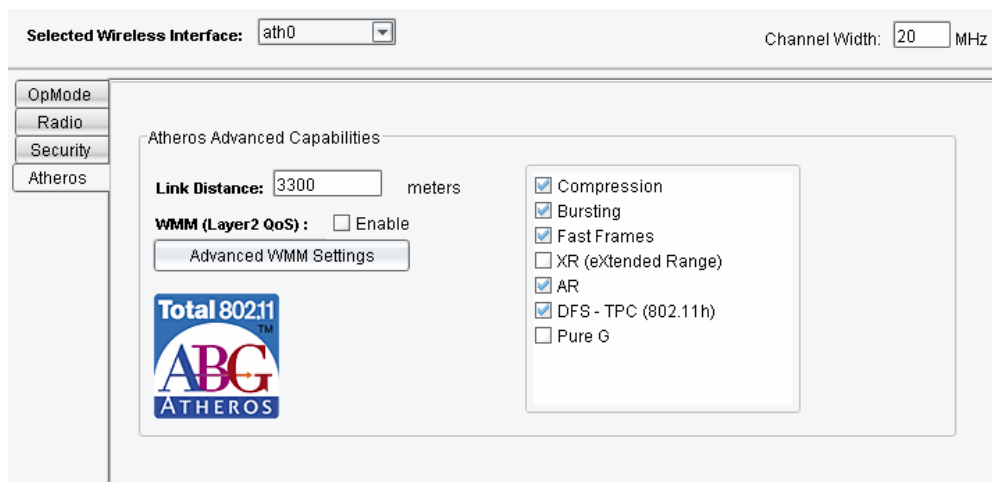 Selected Wireless Interface: ath0 Channel Width: 20 MHz
OpMode
Radio
Security
Atheros
Atheros Advanced Capabilities
Link Distance: 3300 meters
WMM (Layer2 QoS) : Enable
Advanced WMM Settings
Total 802.11
TM
ABG
ATHEROS
Compression
Bursting
Fast Frames
XR (eXtended Range)
AR
DFS - TPC (802.11h)
Pure G